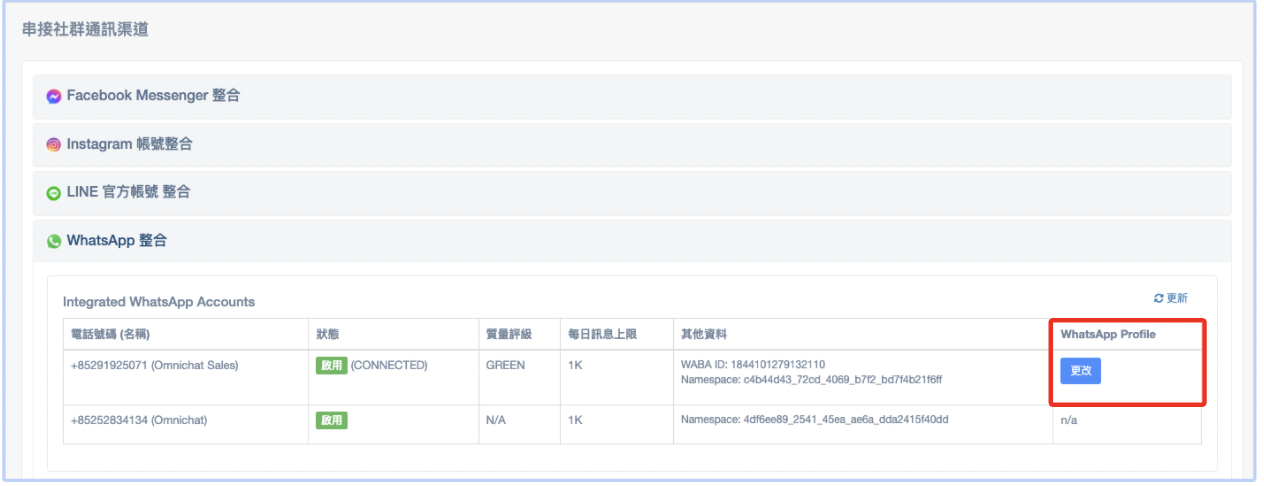 串接社群通訊渠道
Facebook Messenger 整合
Instagram 帳號整合
LINE 官方帳號 整合
WhatsApp 整合
Integrated WhatsApp Accounts
更新
電話號碼 (名稱) 狀態 質量評級 每日訊息上限 其他資料 WhatsApp Profile
+85291925071 (Omnichat Sales) 啟用 (CONNECTED) GREEN 1K WABA ID: 1844101279132110
Namespace: c4b44d43_72cd_4069_b7f2_bd7f4b21f6ff
更改
+85252834134 (Omnichat) 啟用 N/A 1K Namespace: 4df6ee89_2541_45ea_ae6a_dda2415f40dd n/a